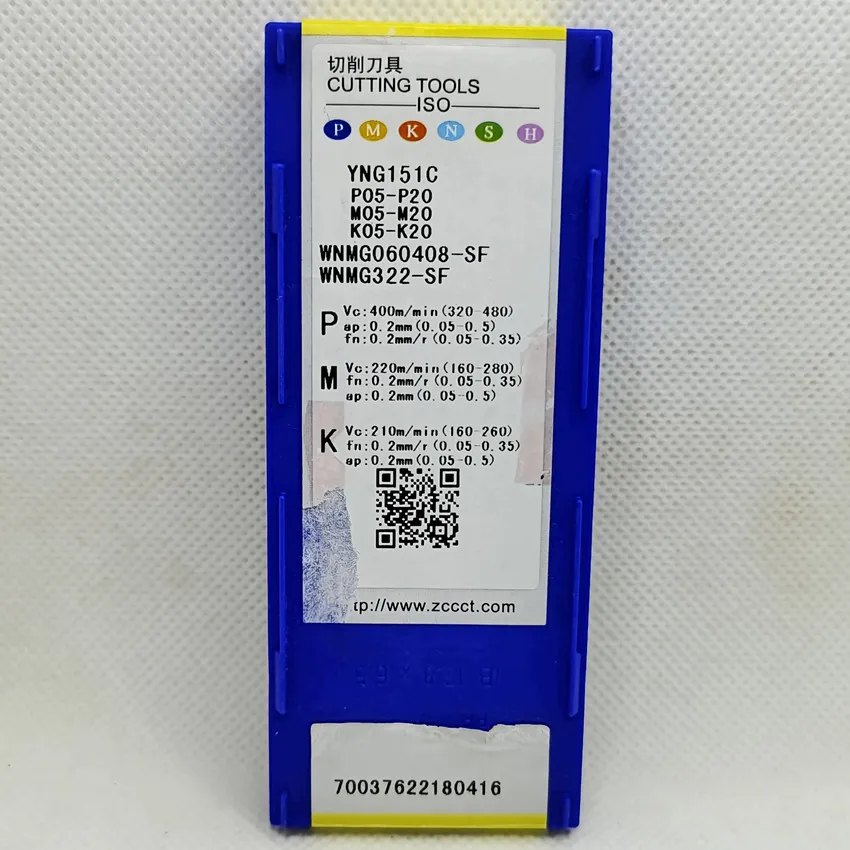 切削刀具
CUTTING TOOLS
ISO
P M K N S H
YNG151C
P05-P20
M05-M20
K05-K20
WNMG060408-SF
WNMG322-SF
P
Vc:400m/min(320-480)
ap:0.2mm(0.05-0.5)
fn:0.2mm/r(0.05-0.35)
M
Vc:220m/min(160-280)
fn:0.2mm/r(0.05-0.35)
ap:0.2mm(0.05-0.5)
K
Vc:210m/min(160-260)
fn:0.2mm/r(0.05-0.35)
ap:0.2mm(0.05-0.5)
tp://www.zccct.com
70037622180416